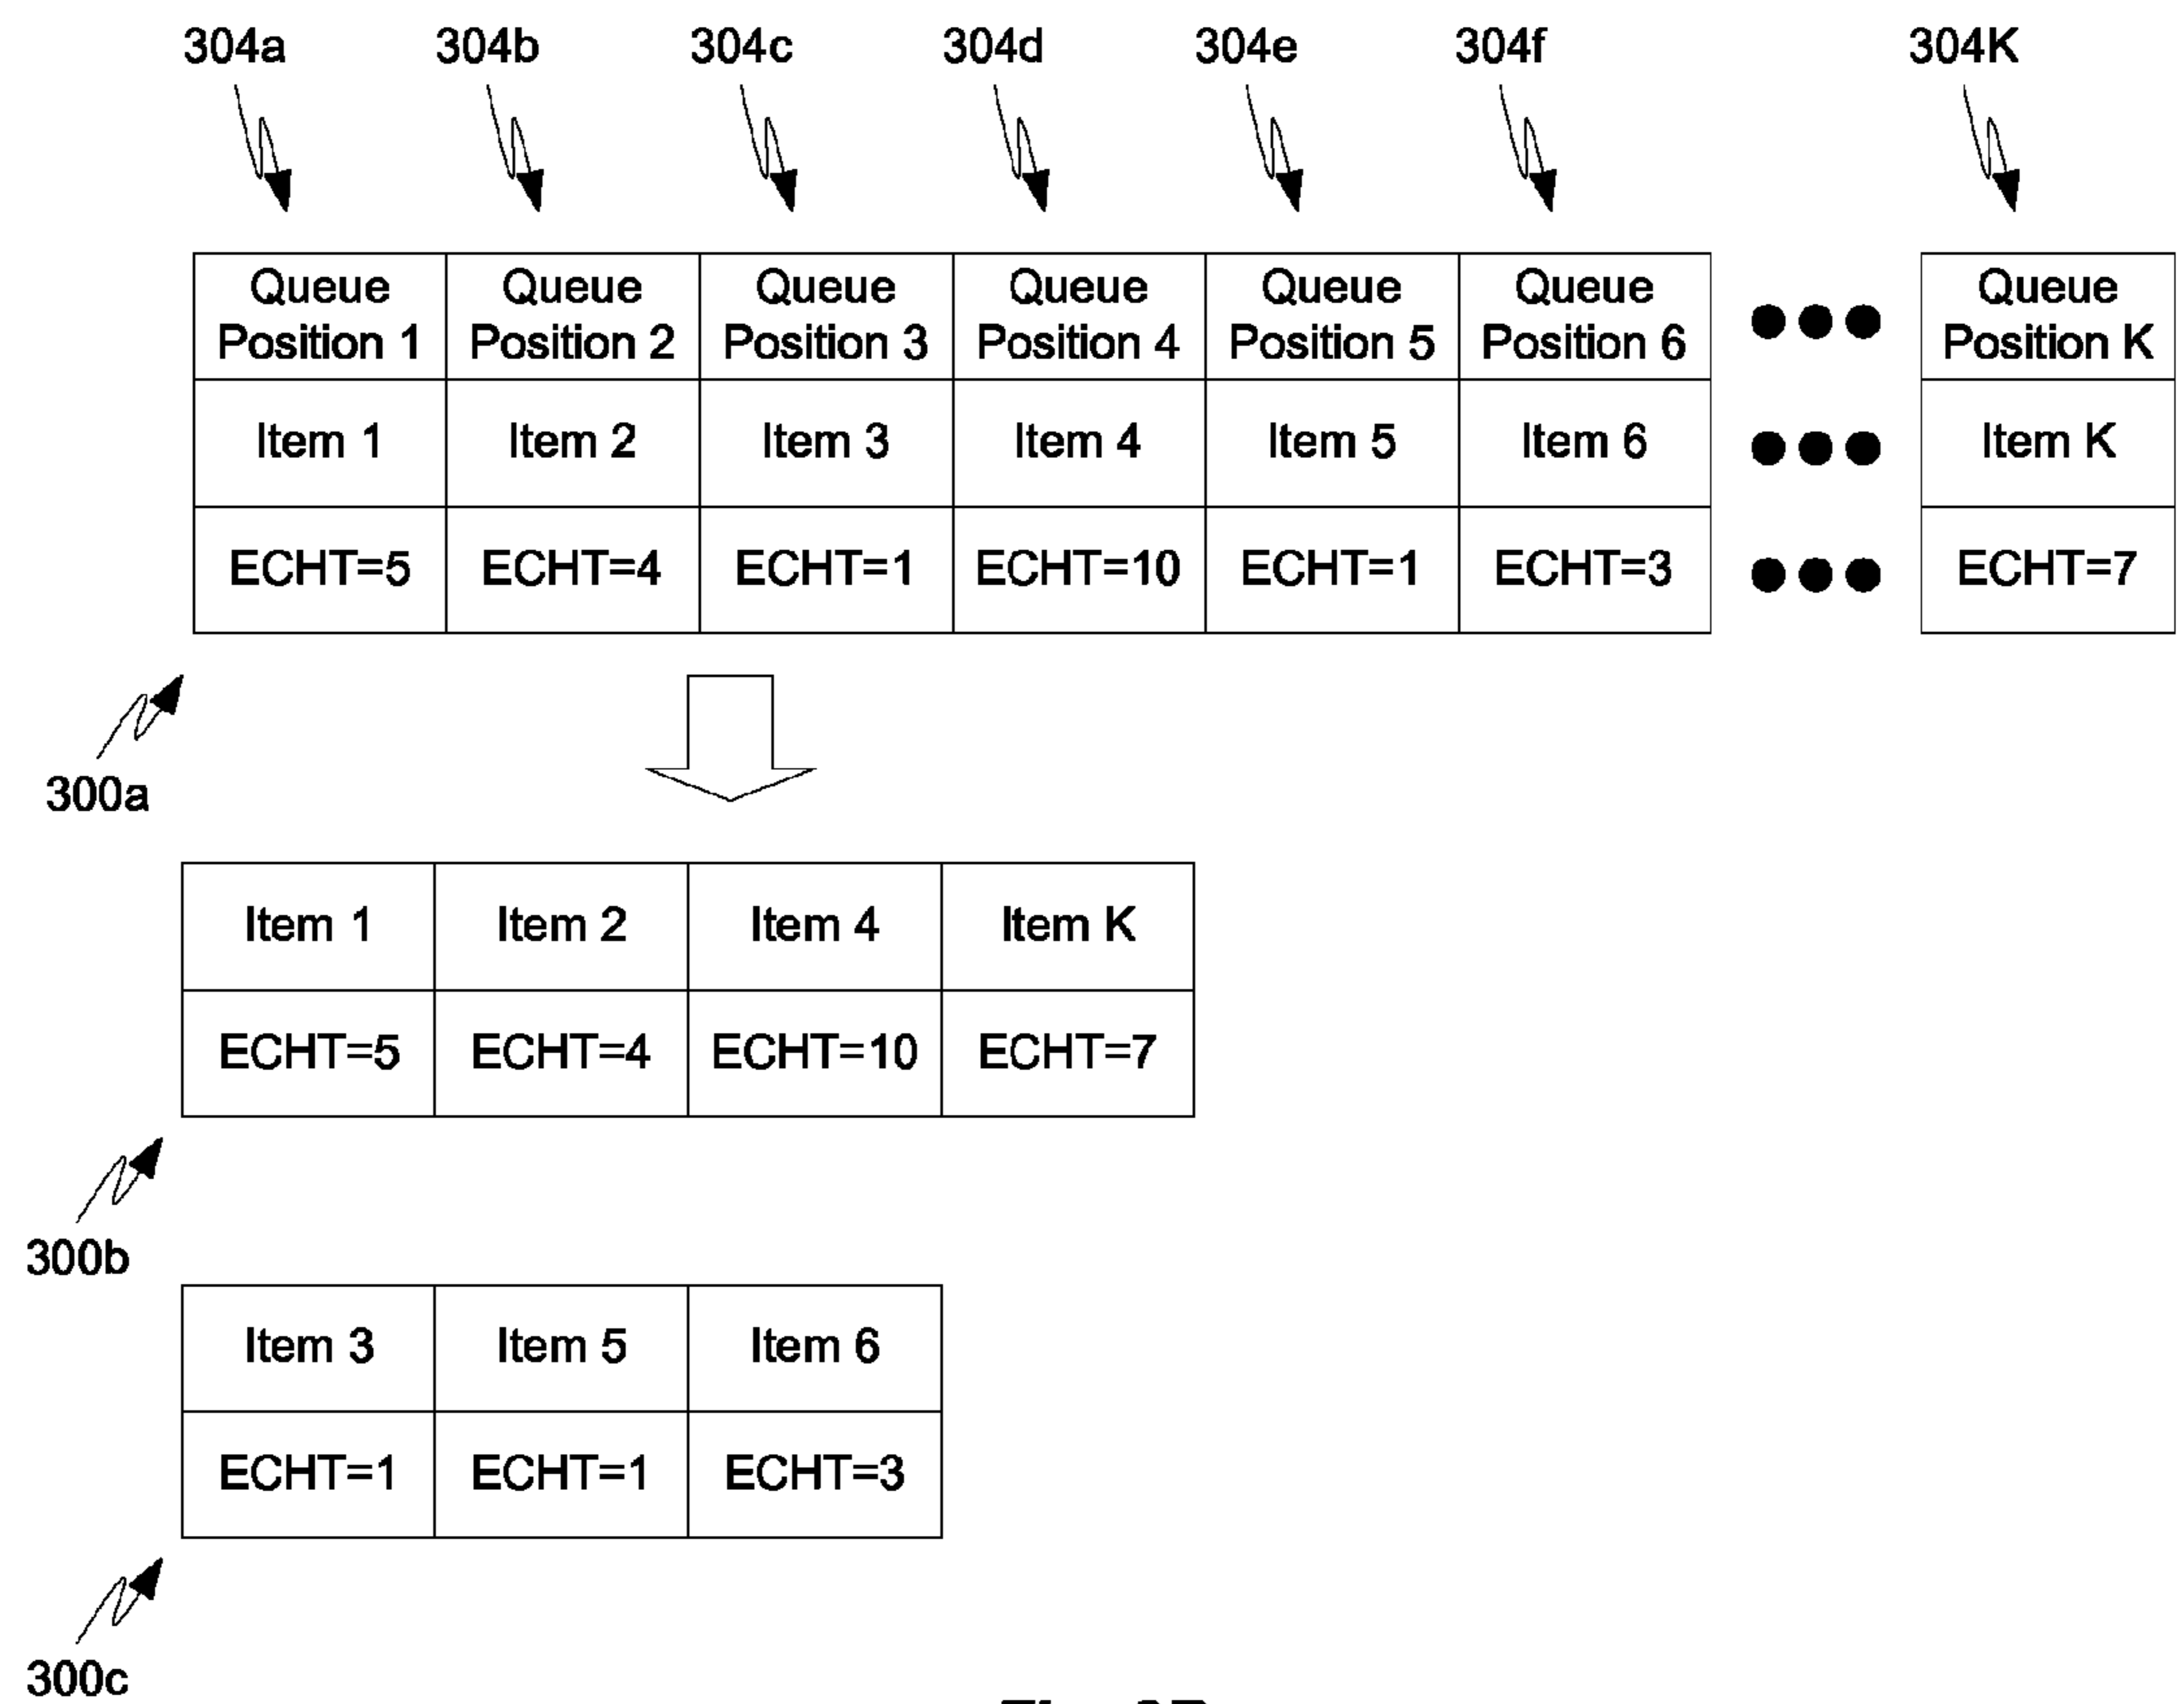 304a 304b 304c 304d 304e 304f 304K
Queue Queue Queue Queue Queue Queue Queue
Position 1 Position 2 Position 3 Position 4 Position 5 Position 6 Position K
Item 1 Item 2 Item 3 Item 4 Item 5 Item 6 Item K
ECHT=5 ECHT=4 ECHT=1 ECHT=10 ECHT=1 ECHT=3 ECHT=7
300a
Item 1 Item 2 Item 4 Item K
ECHT=5 ECHT=4 ECHT=10 ECHT=7
300b
Item 3 Item 5 Item 6
ECHT=1 ECHT=1 ECHT=3
300c